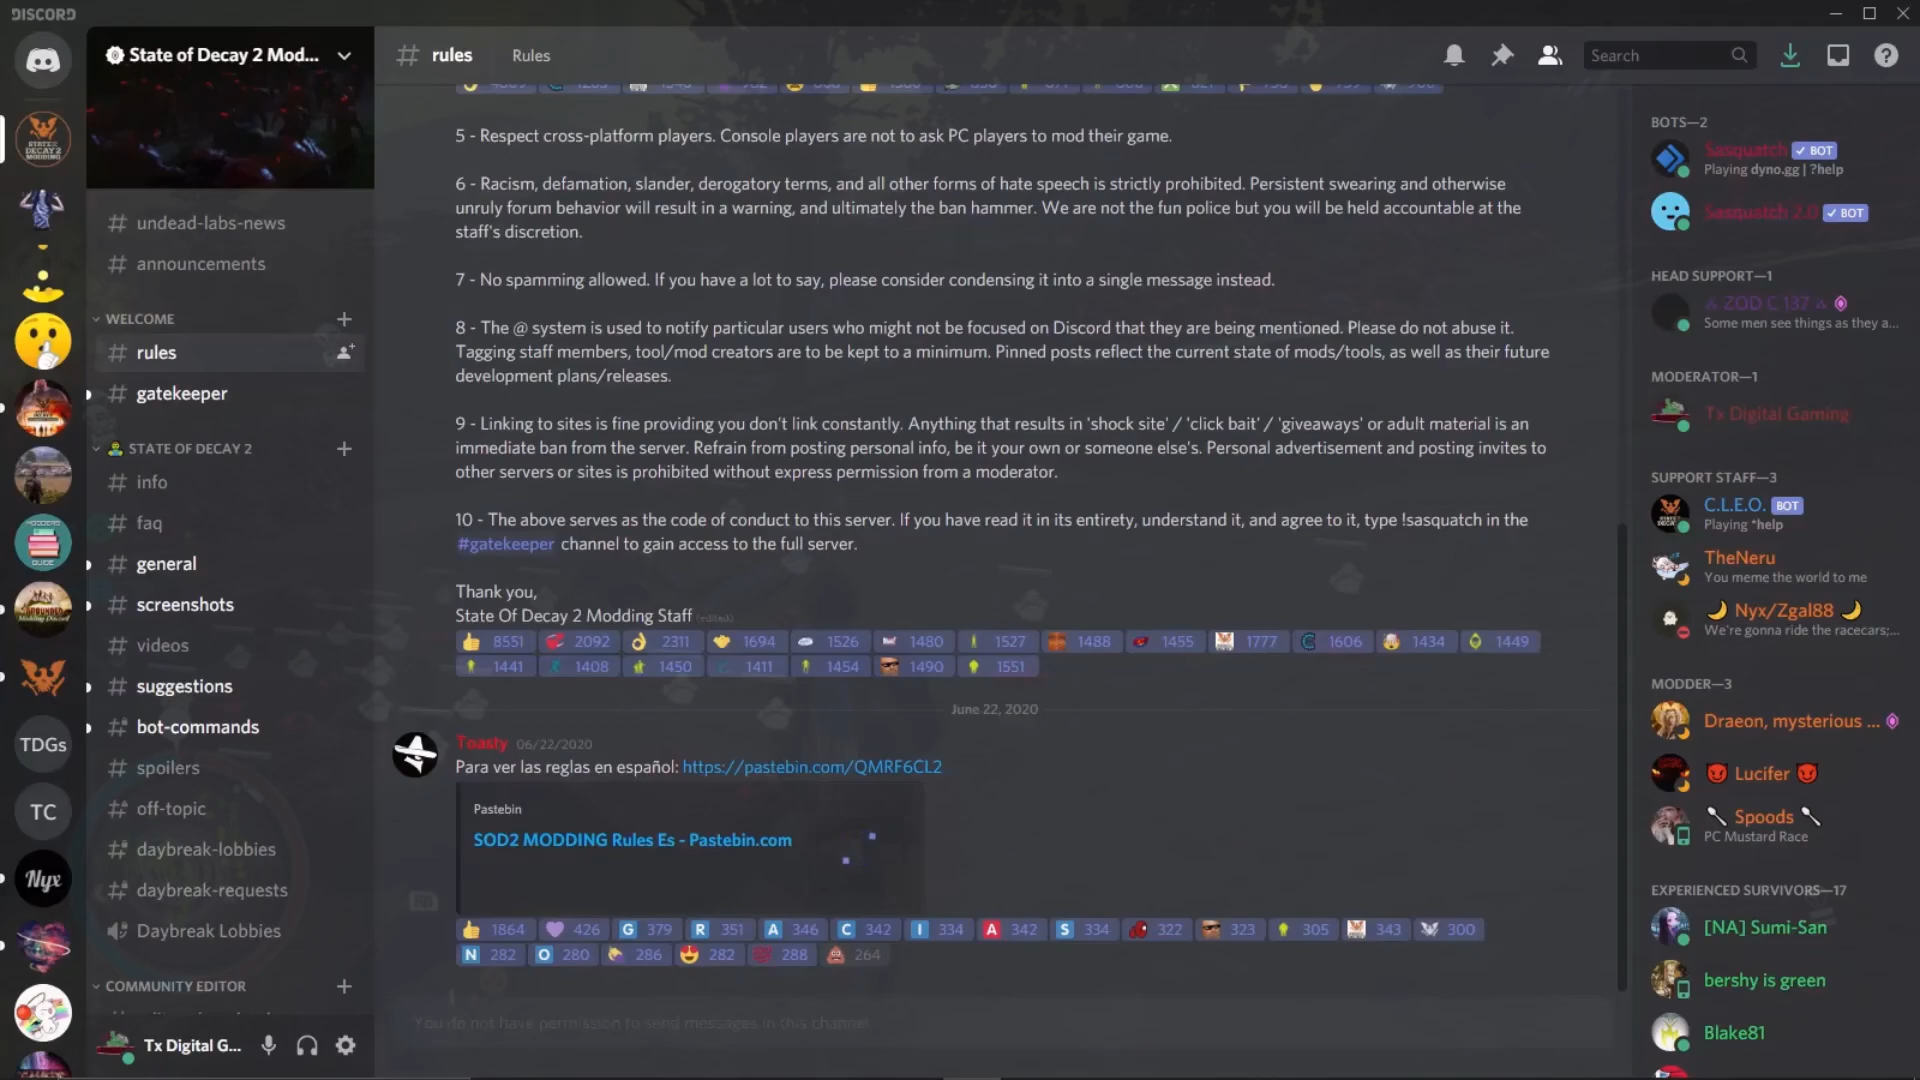 DISCORD
State of Decay 2 Mod...
rules
Rules
Search
undead-labs-news
announcements
WELCOME
rules
gatekeeper
STATE OF DECAY 2
info
faq
general
screenshots
videos
suggestions
bot-commands
spoilers
off-topic
daybreak-lobbies
daybreak-requests
Daybreak Lobbies
COMMUNITY EDITOR
Tx Digital G...
STATE OF
DECAY 2
MODDING
MODDERS
GUIDE
TDGs
TC
Nyx
5 - Respect cross-platform players. Console players are not to ask PC players to mod their game.
6 - Racism, defamation, slander, derogatory terms, and all other forms of hate speech is strictly prohibited. Persistent swearing and otherwise
unruly forum behavior will result in a warning, and ultimately the ban hammer. We are not the fun police but you will be held accountable at the
staff's discretion.
7 - No spamming allowed. If you have a lot to say, please consider condensing it into a single message instead.
8 - The @ system is used to notify particular users who might not be focused on Discord that they are being mentioned. Please do not abuse it.
Tagging staff members, tool/mod creators are to be kept to a minimum. Pinned posts reflect the current state of mods/tools, as well as their future
development plans/releases.
9 - Linking to sites is fine providing you don't link constantly. Anything that results in 'shock site' / 'click bait' / 'giveaways' or adult material is an
immediate ban from the server. Refrain from posting personal info, be it your own or someone else's. Personal advertisement and posting invites to
other servers or sites is prohibited without express permission from a moderator.
10 - The above serves as the code of conduct to this server. If you have read it in its entirety, understand it, and agree to it, type !sasquatch in the
#gatekeeper channel to gain access to the full server.
Thank you,
State Of Decay 2 Modding Staff (edited)
8551 2092 2311 1694 1526 1480 1527 1488 1455 1777 1606 1434 1449
1441 1408 1450 1411 1454 1490 1551
June 22, 2020
Toasty 06/22/2020
Para ver las reglas en español: https://pastebin.com/QMRF6CL2
Pastebin
SOD2 MODDING Rules Es - Pastebin.com
1864 426 G 379 R 351 A 346 C 342 I 334 A 342 S 334 322 323 305 343 300
N 282 O 280 286 282 288 264
You do not have permission to send messages in this channel
BOTS—2
Sasquatch BOT
Playing dyno.gg | ?help
Sasquatch 2.0 BOT
HEAD SUPPORT—1
ZOD C 137
Some men see things as they a...
MODERATOR—1
Tx Digital Gaming
SUPPORT STAFF—3
C.L.E.O. BOT
Playing *help
TheNeru
You meme the world to me
Nyx/Zgal88
We're gonna ride the racecars;...
MODDER—3
Draeon, mysterious ...
Lucifer
Spoods
PC Mustard Race
EXPERIENCED SURVIVORS—17
[NA] Sumi-San
bershy is green
Blake81